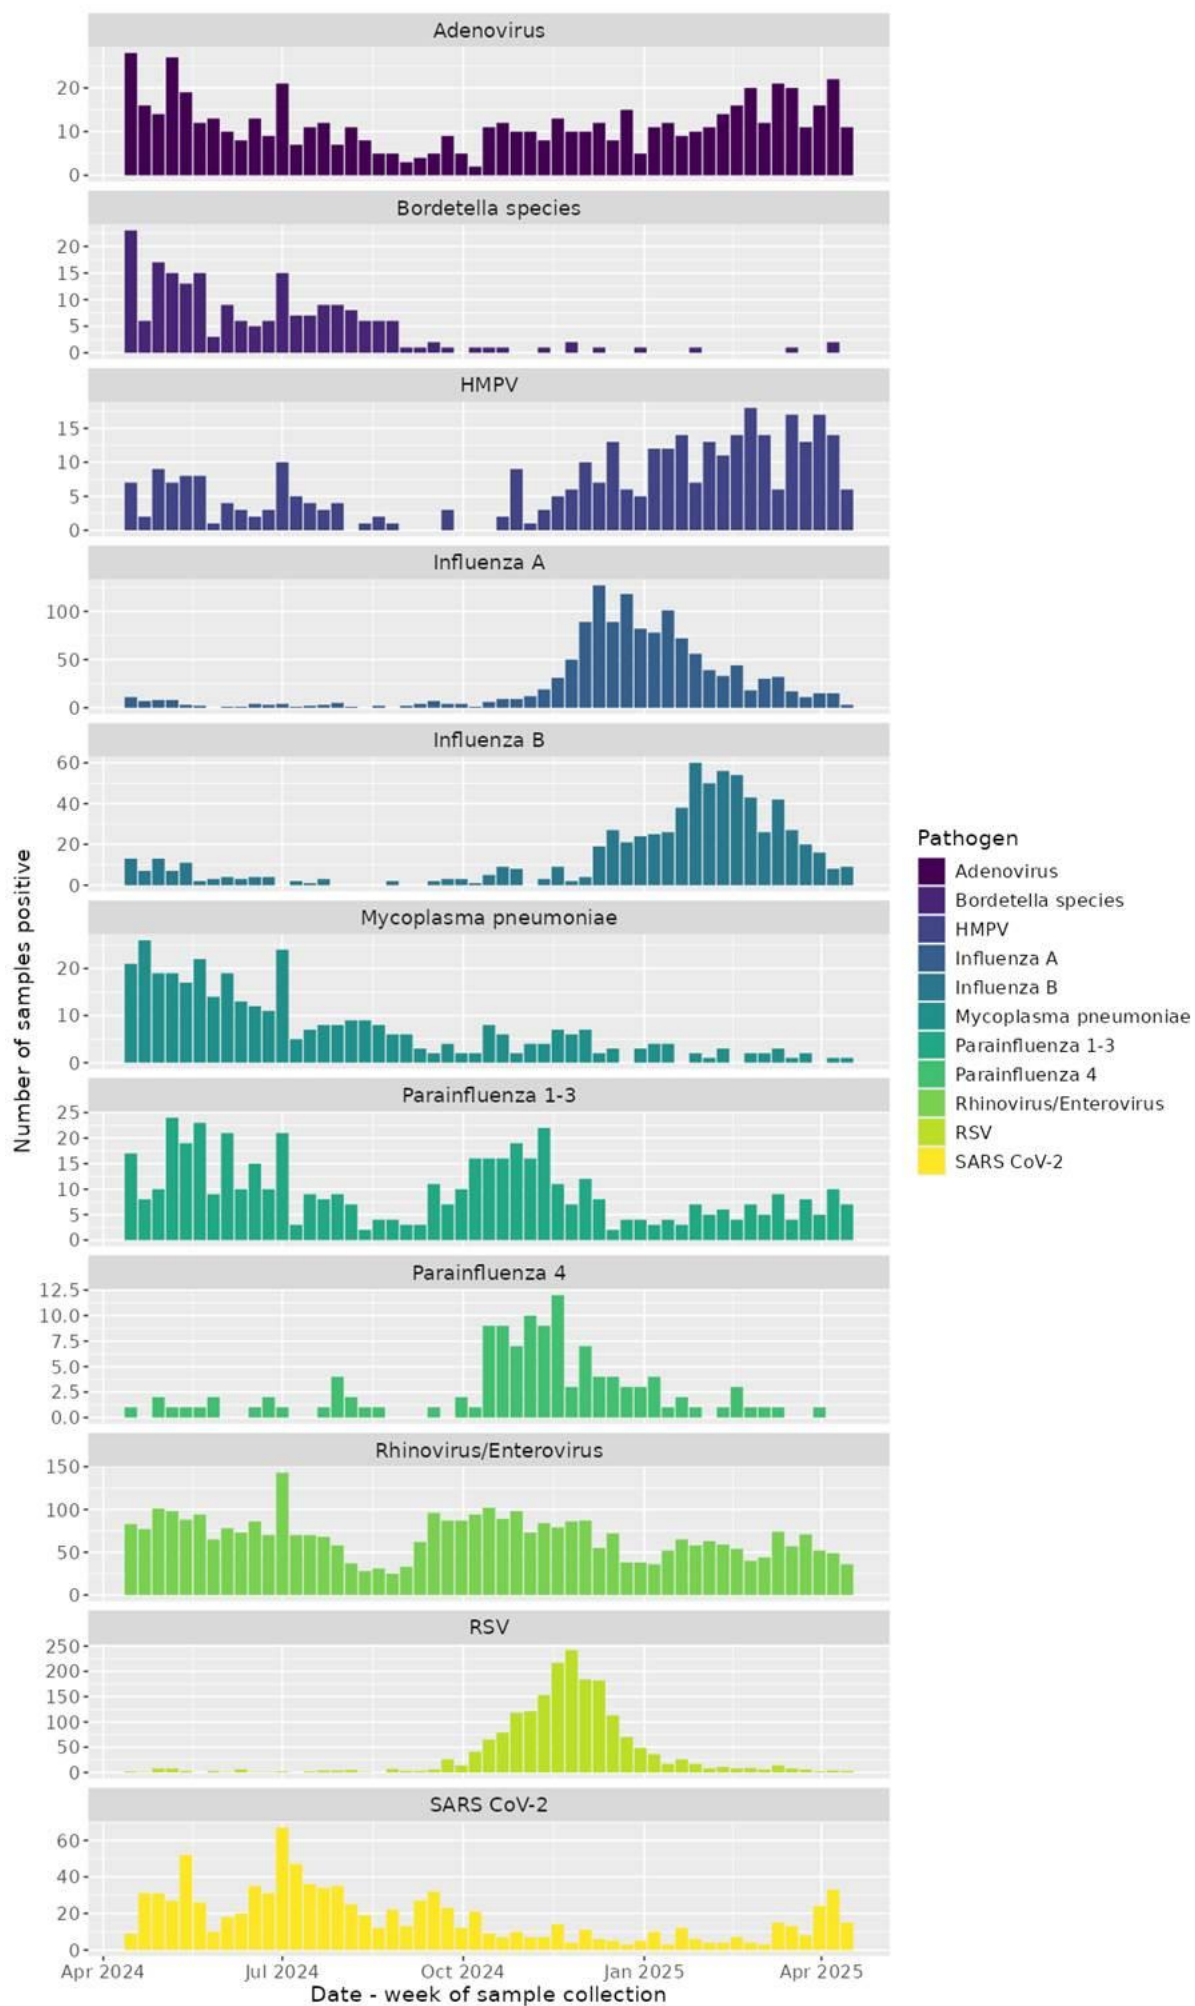 Adenovirus
20
10
0
Bordetella species
20
15
10
5
0
HMPV
15
10
5
0
Influenza A
100
50
0
Influenza B
60
40
20
0
Mycoplasma pneumoniae
20
10
0
Parainfluenza 1-3
25
20
15
10
5
0
Parainfluenza 4
12.5
10.0
7.5
5.0
2.5
0.0
Rhinovirus/Enterovirus
150
100
50
0
RSV
250
200
150
100
50
0
SARS CoV-2
60
40
20
0
Apr 2024 Jul 2024 Oct 2024 Jan 2025 Apr 2025
Date - week of sample collection
Number of samples positive
Pathogen
Adenovirus
Bordetella species
HMPV
Influenza A
Influenza B
Mycoplasma pneumoniae
Parainfluenza 1-3
Parainfluenza 4
Rhinovirus/Enterovirus
RSV
SARS CoV-2